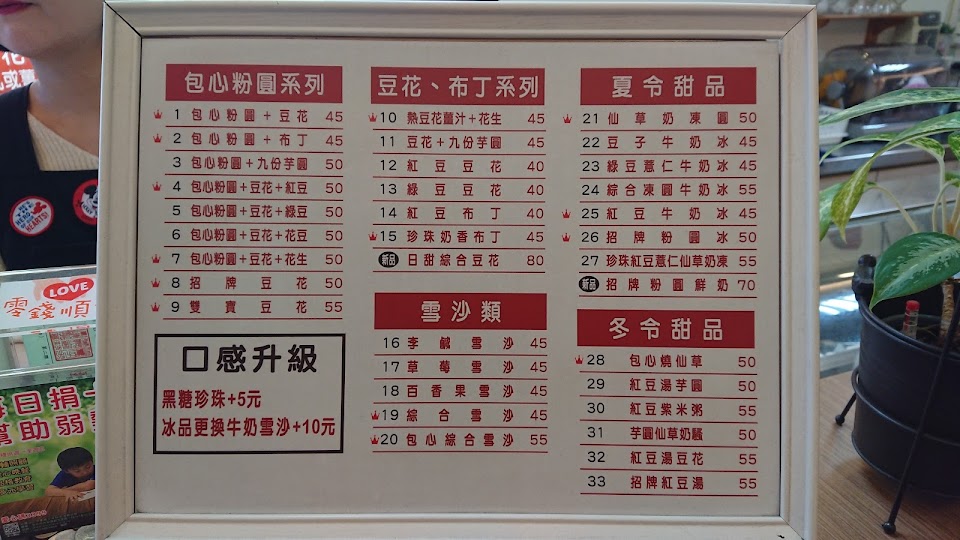 包心粉圓系列
1 包心粉圓+豆花 45
2 包心粉圓+布丁 45
3 包心粉圓+九份芋圓 50
4 包心粉圓+豆花+紅豆 50
5 包心粉圓+豆花+綠豆 50
6 包心粉圓+豆花+花豆 50
7 包心粉圓+豆花+花生 50
8 招牌豆花 50
9 雙寶豆花 55
口感升級
黑糖珍珠+5元
冰品更換牛奶雪沙+10元
豆花、布丁系列
10 熱豆花薑汁+花生 45
11 豆花+九份芋圓 45
12 紅豆豆花 40
13 綠豆豆花 40
14 紅豆布丁 40
15 珍珠奶香布丁 45
新品 日甜綜合豆花 80
雪沙類
16 李鹹雪沙 45
17 草莓雪沙 45
18 百香果雪沙 45
19 綜合雪沙 45
20 包心綜合雪沙 55
夏令甜品
21 仙草奶凍圓 50
22 豆子牛奶冰 45
23 綠豆薏仁牛奶冰 55
24 綜合凍圓牛奶冰 55
25 紅豆牛奶冰 45
26 招牌粉圓冰 50
27 珍珠紅豆薏仁仙草奶凍 55
新品 招牌粉圓鮮奶 70
冬令甜品
28 包心燒仙草 50
29 紅豆湯芋圓 50
30 紅豆紫米粥 55
31 芋圓仙草奶騷 50
32 紅豆湯豆花 55
33 招牌紅豆湯 55
LOVE
零錢順
HEARTS!
每日捐一
幫助弱